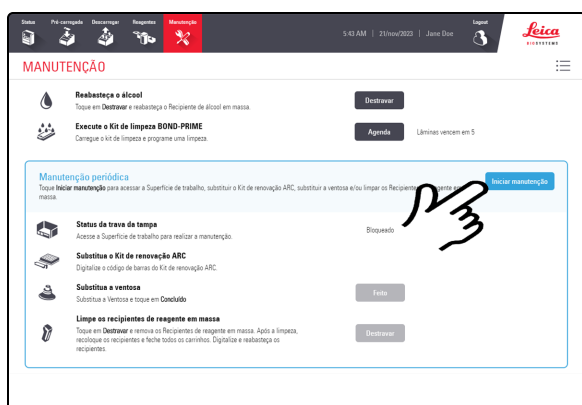 Status Pré-carregada Descarregar Reagentes Manutenção
5:43 AM | 21/nov/2023 | Jane Doe
Logout
Leica
BIOSYSTEMS
MANUTENÇÃO
Reabasteça o álcool
Toque em Destravar e reabasteça o Recipiente de álcool em massa.
Destravar
Execute o Kit de limpeza BOND-PRIME
Carregue o kit de limpeza e programe uma limpeza.
Agenda
Lâminas vencem em 5
Manutenção periódica
Toque Iniciar manutenção para acessar a Superfície de trabalho, substituir o Kit de renovação ARC, substituir a ventosa e/ou limpar os Recipiente
massa.
Iniciar manutenção
Status da trava da tampa
Acesse a Superfície de trabalho para realizar a manutenção.
Bloqueado
Substitua o Kit de renovação ARC
Digitalize o código de barras do Kit de renovação ARC.
Substitua a ventosa
Substitua a Ventosa e toque em Concluído
Feito
Limpe os recipientes de reagente em massa
Toque em Destravar e remova os Recipientes de reagente em massa. Após a limpeza,
recoloque os recipientes e feche todos os carrinhos. Digitalize e reabasteça os
recipientes.
Destravar